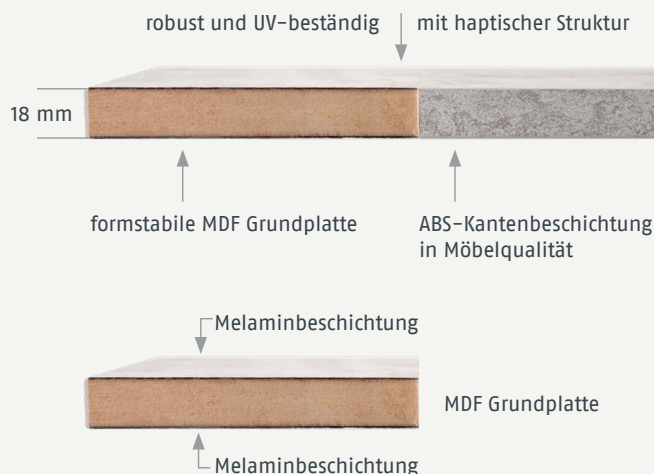 robust und UV-beständig
mit haptischer Struktur
18 mm
formstabile MDF Grundplatte
ABS-Kantenbeschichtung
in Möbelqualität
Melaminbeschichtung
MDF Grundplatte
Melaminbeschichtung